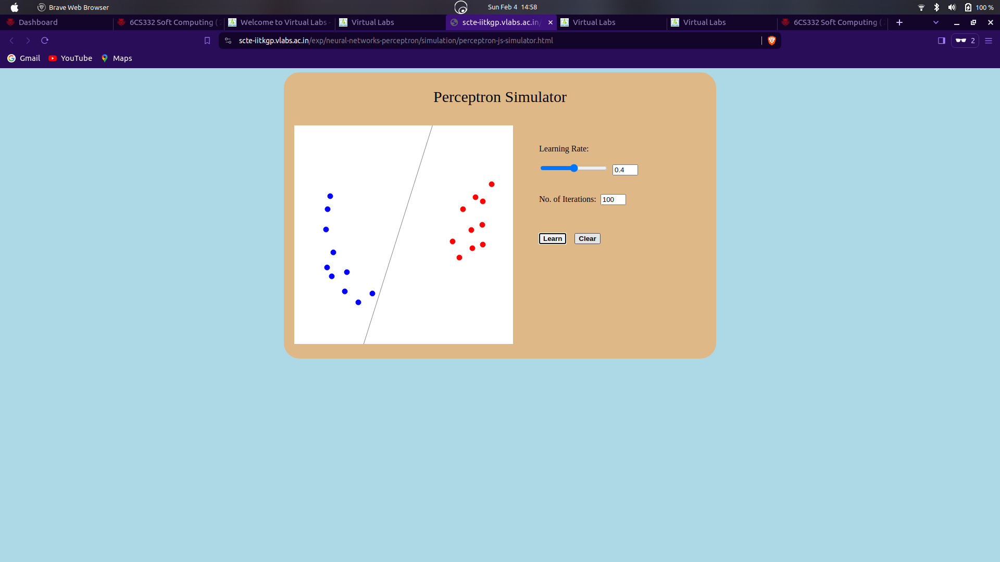 Brave Web Browser
Sun Feb 4 14:58
100 %
Dashboard
6CS332 Soft Computing (
Welcome to Virtual Labs
Virtual Labs
scte-iitkgp.vlabs.ac.in/
Virtual Labs
Virtual Labs
6CS332 Soft Computing (
scte-iitkgp.vlabs.ac.in/exp/neural-networks-perceptron/simulation/perceptron-js-simulator.html
2
Gmail
YouTube
Maps
Perceptron Simulator
Learning Rate:
0.4
No. of Iterations: 100
Learn
Clear